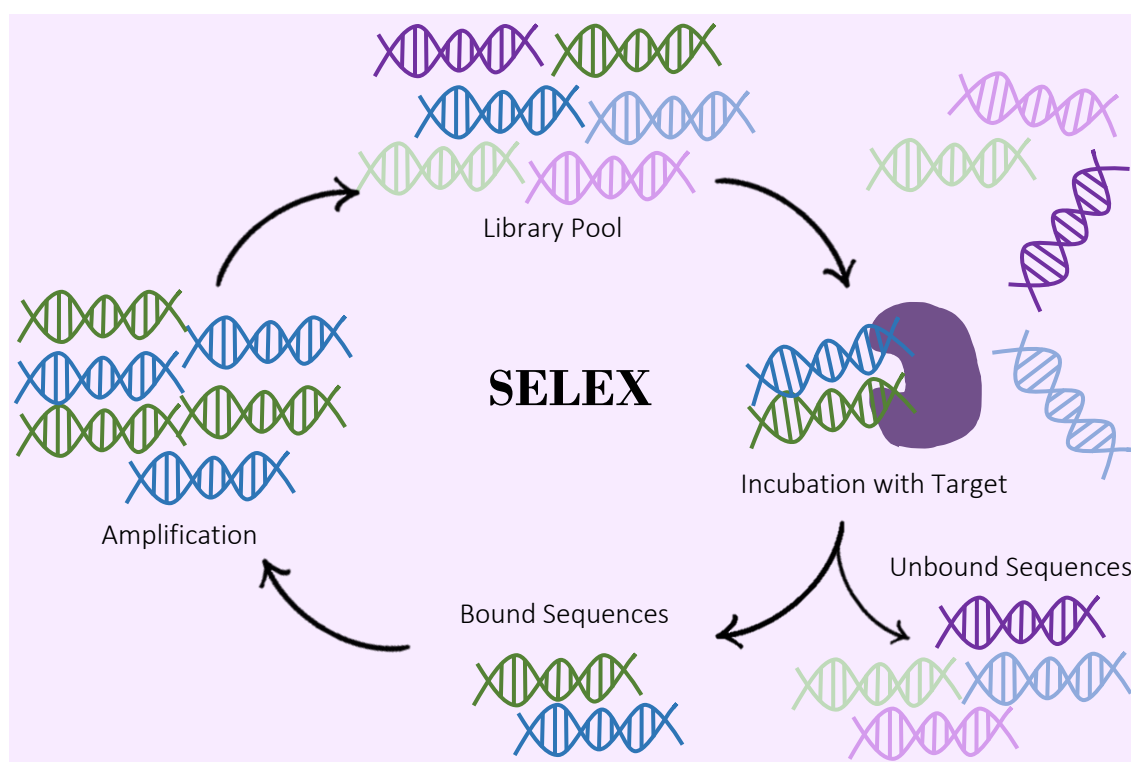 Library Pool
SELEX
Incubation with Target
Amplification
Unbound Sequences
Bound Sequences